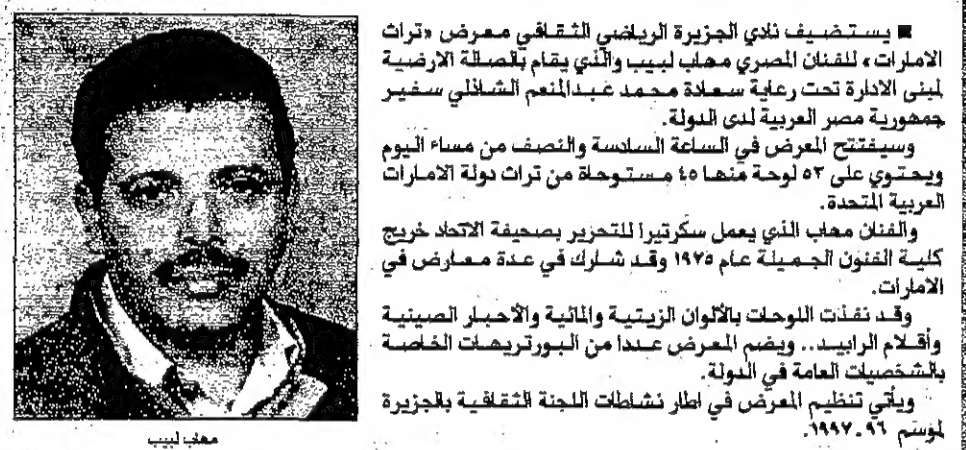 ■ يستضيف نادي الجزيرة الرياضي الثقافي معرض «تراث
الامارات» للفنان المصري مهاب لبيب والذي يقام بالصالة الارضية
لمبنى الادارة تحت رعاية سعادة محمد عبدالمنعم الشاذلي سفير
جمهورية مصر العربية لدى الدولة.
وسيفتتح المعرض في الساعة السادسة والنصف من مساء اليوم
ويحتوي على ٥٣ لوحة منها ٤٥ مستوحاة من تراث دولة الامارات
العربية المتحدة.
والفنان مهاب الذي يعمل سكرتيرا للتحرير بصحيفة الاتحاد خريج
كلية الفنون الجميلة عام ١٩٧٥ وقد شارك في عدة معارض في
الامارات.
وقد نفذت اللوحات بالألوان الزيتية والمائية والأحبار الصينية
وأقلام الرابيد.. ويضم المعرض عددا من البورتريهات الخاصة
بالشخصيات العامة في الدولة.
ويأتي تنظيم المعرض في اطار نشاطات اللجنة الثقافية بالجزيرة
لموسم ٩٦ ـ ١٩٩٧.
مهاب لبيب